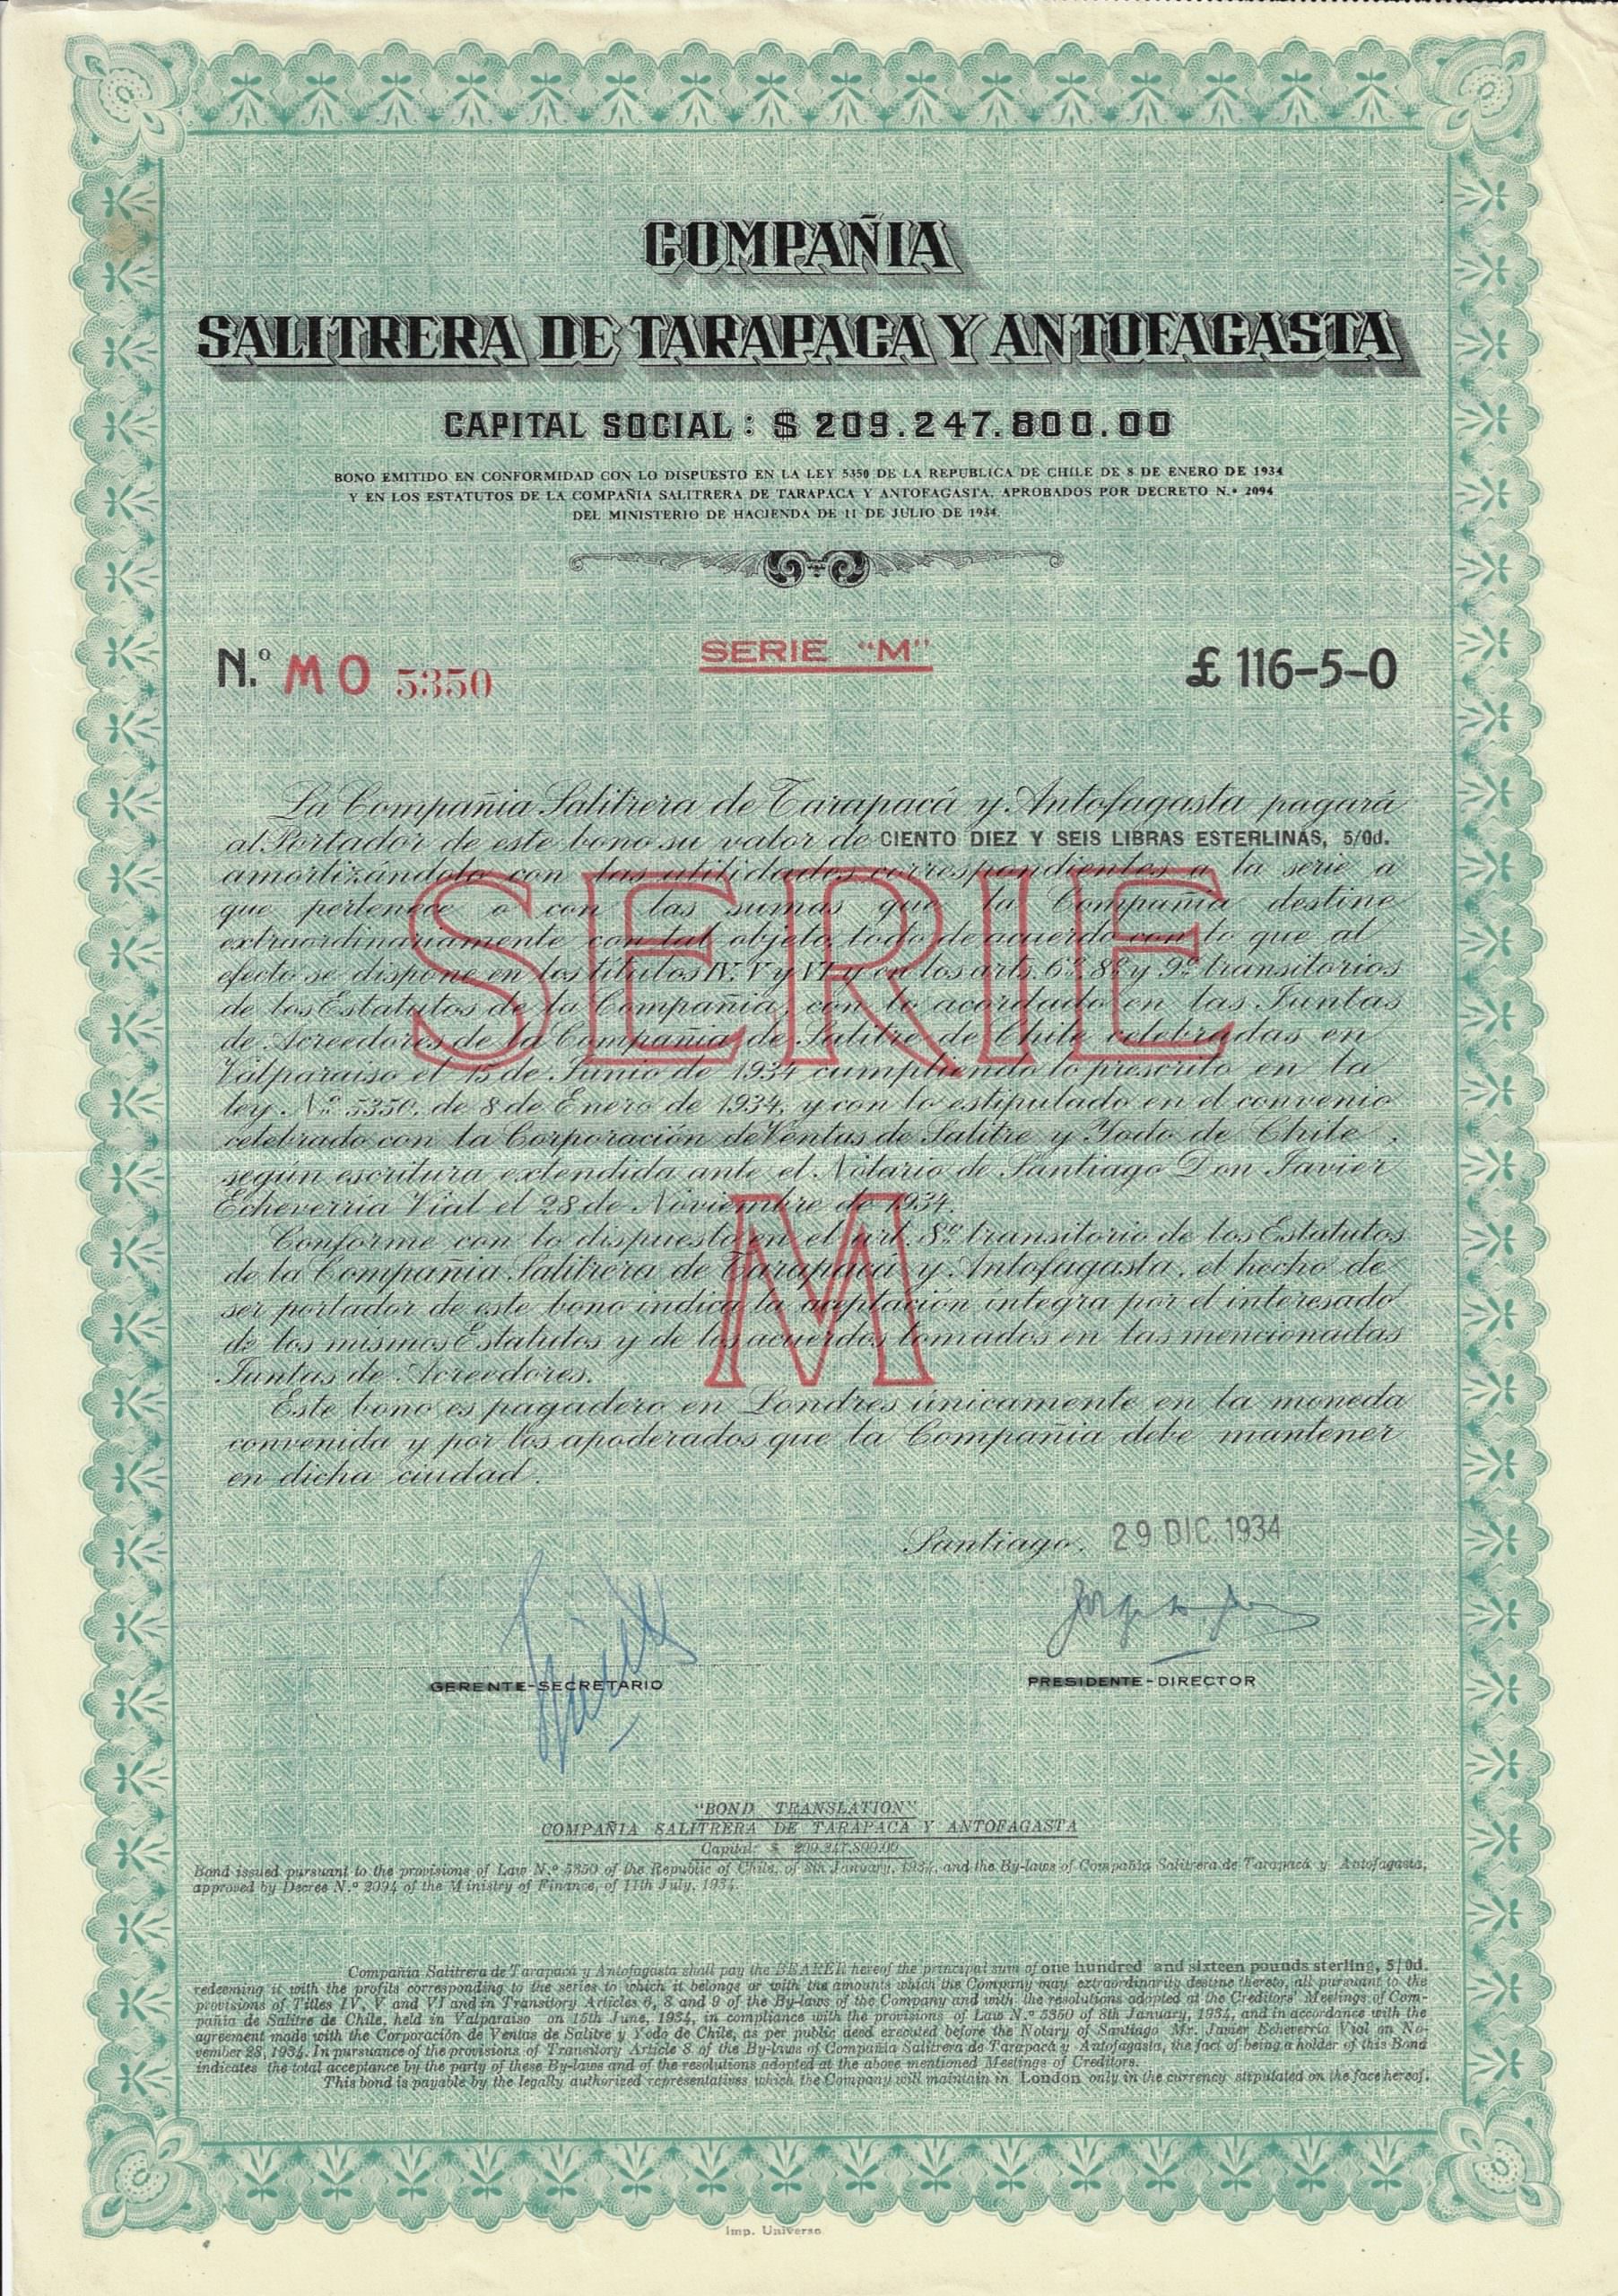 COMPAÑIA
SALITRERA DE TARAPACA Y ANTOFAGASTA
CAPITAL SOCIAL: $ 209.247.800.00
BONO EMITIDO EN CONFORMIDAD CON LO DISPUESTO EN LA LEY 5350 DE LA REPUBLICA DE CHILE DE 8 DE ENERO DE 1934
Y EN LOS ESTATUTOS DE LA COMPAÑIA SALITRERA DE TARAPACA Y ANTOFAGASTA, APROBADOS POR DECRETO N.º 2094
DEL MINISTERIO DE HACIENDA DE 11 DE JULIO DE 1934.
N.º MO 5350 SERIE "M" £ 116-5-0
La Compañia Salitrera de Tarapacá y Antofagasta pagará
al Portador de este bono su valor de CIENTO DIEZ Y SEIS LIBRAS ESTERLINAS, 5/0d.
amortizándolo con las utilidades correspondientes a la serie a
que pertenece o con las sumas que la Compañia destine
extraordinariamente con tal objeto, todo de acuerdo con lo que al
efecto se dispone en los títulos IV. V y VI y en los arts. 6º, 8º y 9º transitorios
de los Estatutos de la Compañia, con lo acordado en las Juntas
de Acreedores de la Compañia de Salitre de Chile celebradas en
Valparaiso el 15 de Junio de 1934 cumpliendo lo prescrito en la
ley Nº 5350, de 8 de Enero de 1934, y con lo estipulado en el convenio
celebrado con la Corporación de Ventas de Salitre y Yodo de Chile,
según escritura extendida ante el Notario de Santiago Don Javier
Echeverria Vial el 28 de Noviembre de 1934.
Conforme con lo dispuesto en el art. 8º transitorio de los Estatutos
de la Compañia Salitrera de Tarapacá y Antofagasta, el hecho de
ser portador de este bono indica la aceptación integra por el interesado
de los mismos Estatutos y de los acuerdos tomados en las mencionadas
Juntas de Acreedores.
Este bono es pagadero en Londres únicamente en la moneda
convenida y por los apoderados que la Compañia debe mantener
en dicha ciudad.
SERIE
M
Santiago, 29 DIC. 1934
GERENTE-SECRETARIO PRESIDENTE-DIRECTOR
"BOND TRANSLATION"
COMPAÑIA SALITRERA DE TARAPACA Y ANTOFAGASTA
Capital: $ 209.247.800.00
Bond issued pursuant to the provisions of Law N.º 5350 of the Republic of Chile, of 8th January, 1934, and the By-laws of Compañía Salitrera de Tarapacá y Antofagasta,
approved by Decree N.º 2094 of the Ministry of Finance, of 11th July, 1934.
Compañía Salitrera de Tarapacá y Antofagasta shall pay the BEARER hereof the principal sum of one hundred and sixteen pounds sterling, 5/0d.
redeeming it with the profits corresponding to the series to which it belongs or with the amounts which the Company may extraordinarily destine thereto, all pursuant to the
provisions of Titles IV, V and VI and in Transitory Articles 6, 8 and 9 of the By-laws of the Company and with the resolutions adopted at the Creditors' Meetings of Com-
pañía de Salitre de Chile, held in Valparaiso on 15th June, 1934, in compliance with the provisions of Law N.º 5350 of 8th January, 1934, and in accordance with the
agreement made with the Corporación de Ventas de Salitre y Yodo de Chile, as per public deed executed before the Notary of Santiago Mr. Javier Echeverría Vial on No-
vember 28, 1934. In pursuance of the provisions of Transitory Article 8 of the By-laws of Compañía Salitrera de Tarapacá y Antofagasta, the fact of being a holder of this Bond
indicates the total acceptance by the party of these By-laws and of the resolutions adopted at the above mentioned Meetings of Creditors.
This bond is payable by the legally authorized representatives which the Company will maintain in London only in the currency stipulated on the face hereof.
Imp. Universo